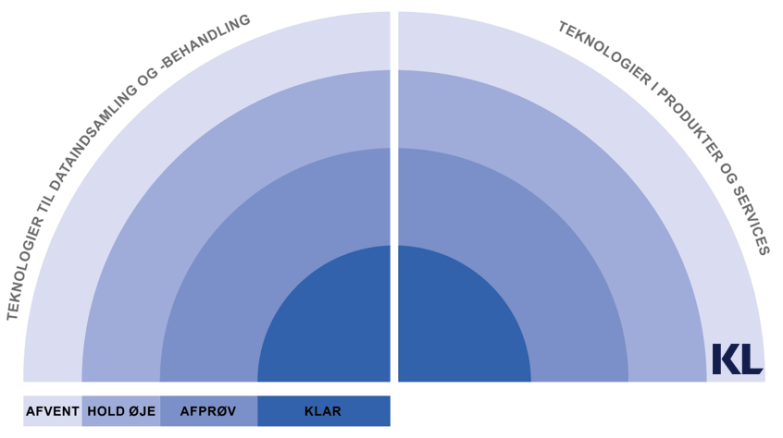 TEKNOLOGIER TIL DATAINDSAMLING OG -BEHANDLING
TEKNOLOGIER I PRODUKTER OG SERVICES
KL
AFVENT HOLD ØJE AFPRØV KLAR